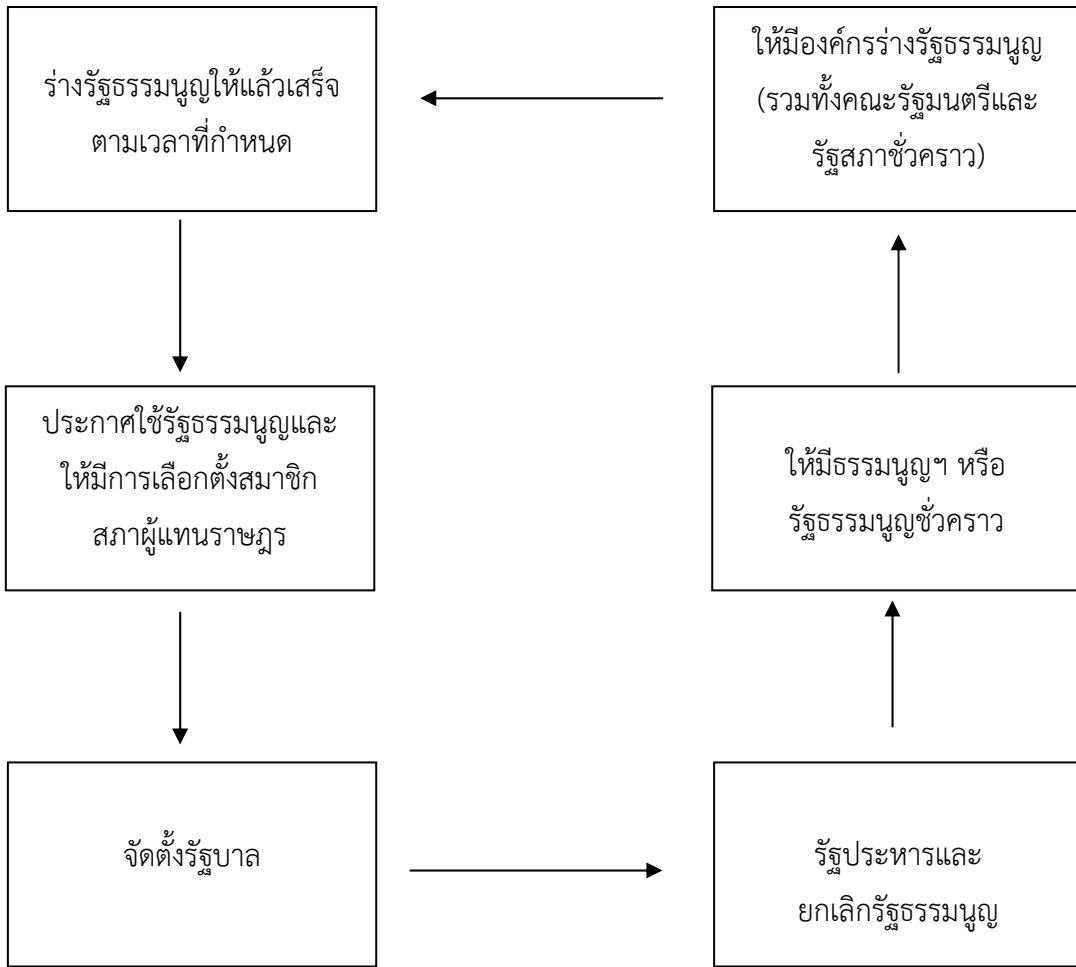 ร่างรัฐธรรมนูญให้แล้วเสร็จ
ตามเวลาที่กำหนด
ให้มีองค์กรร่างรัฐธรรมนูญ
(รวมทั้งคณะรัฐมนตรีและ
รัฐสภาชั่วคราว)
ประกาศใช้รัฐธรรมนูญและ
ให้มีการเลือกตั้งสมาชิก
สภาผู้แทนราษฎร
ให้มีธรรมนูญฯ หรือ
รัฐธรรมนูญชั่วคราว
จัดตั้งรัฐบาล
รัฐประหารและ
ยกเลิกรัฐธรรมนูญ